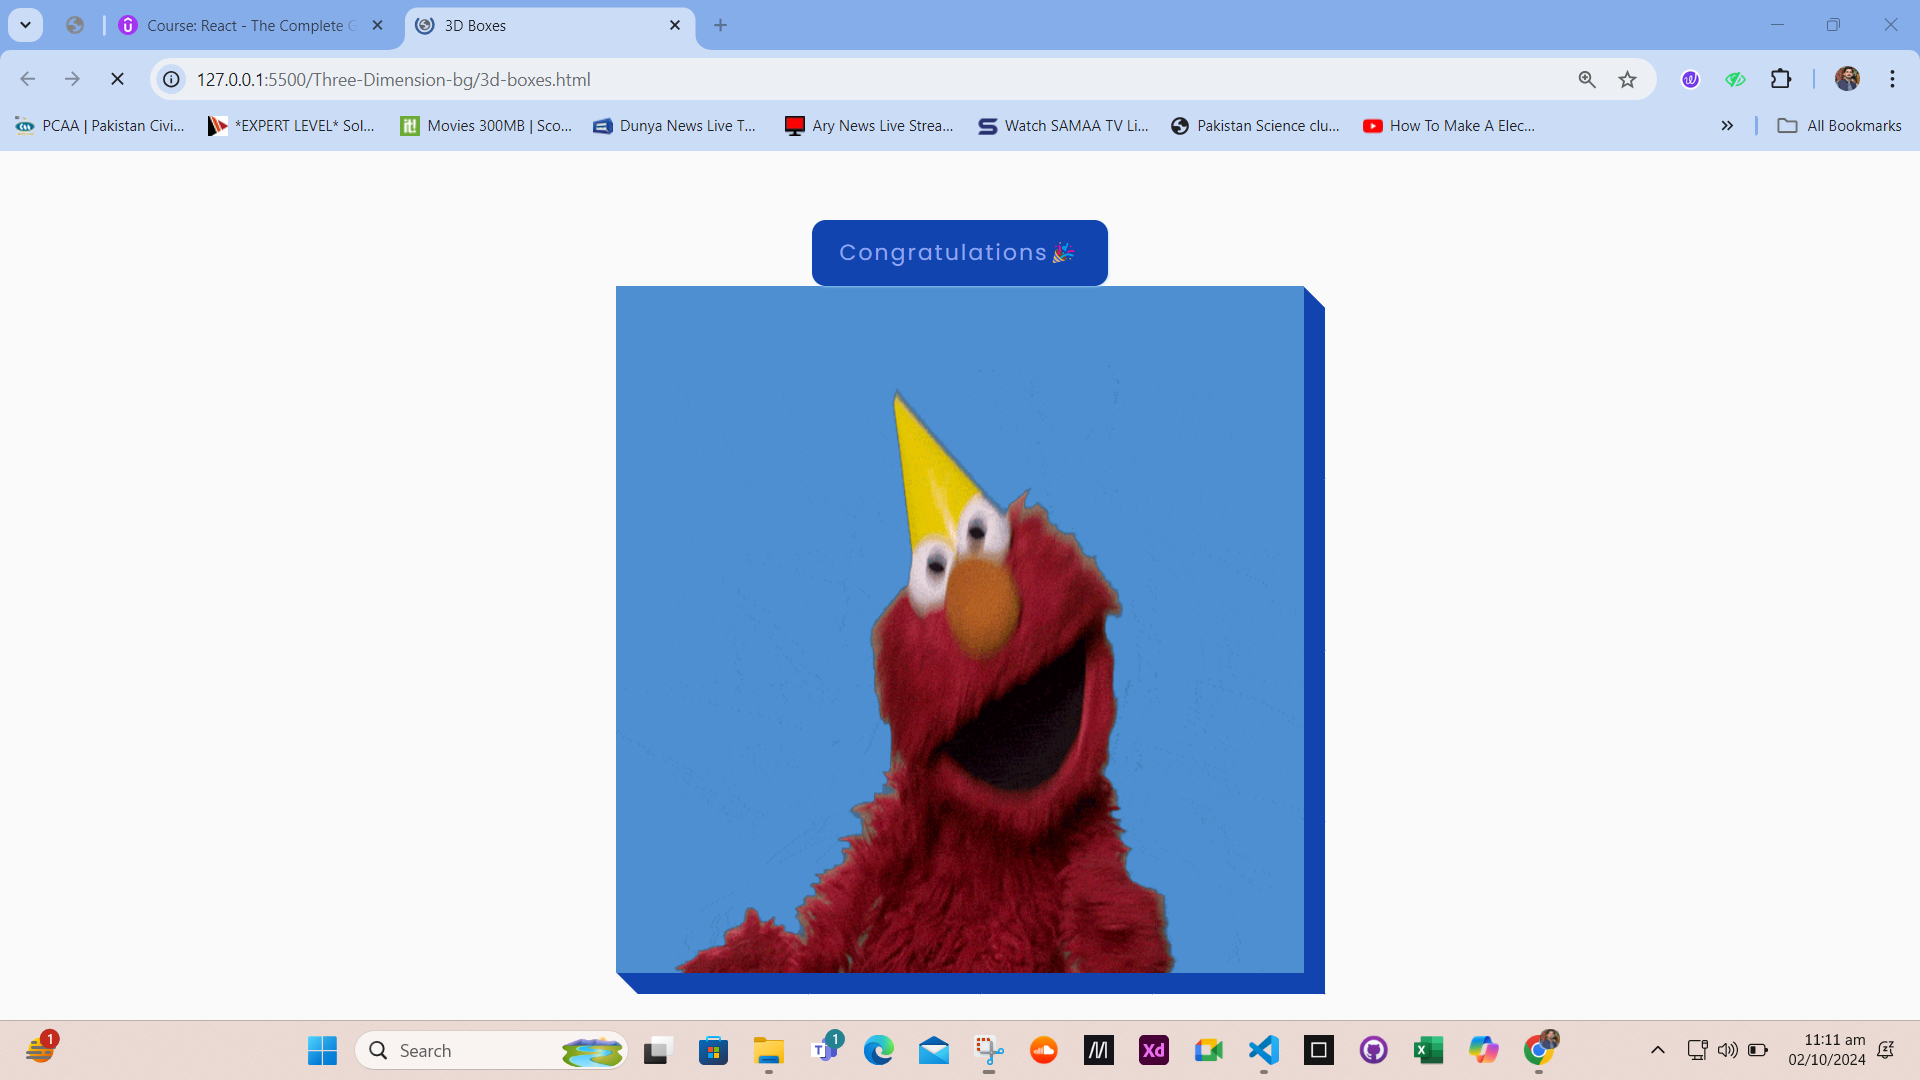 Course: React - The Complete G
3D Boxes
127.0.0.1:5500/Three-Dimension-bg/3d-boxes.html
PCAA | Pakistan Civi...
*EXPERT LEVEL* Sol...
Movies 300MB | Sco...
Dunya News Live T...
Ary News Live Strea...
Watch SAMAA TV Li...
Pakistan Science clu...
How To Make A Elec...
All Bookmarks
Congratulations🎉
1
Search
1
Xd
11:11 am
02/10/2024